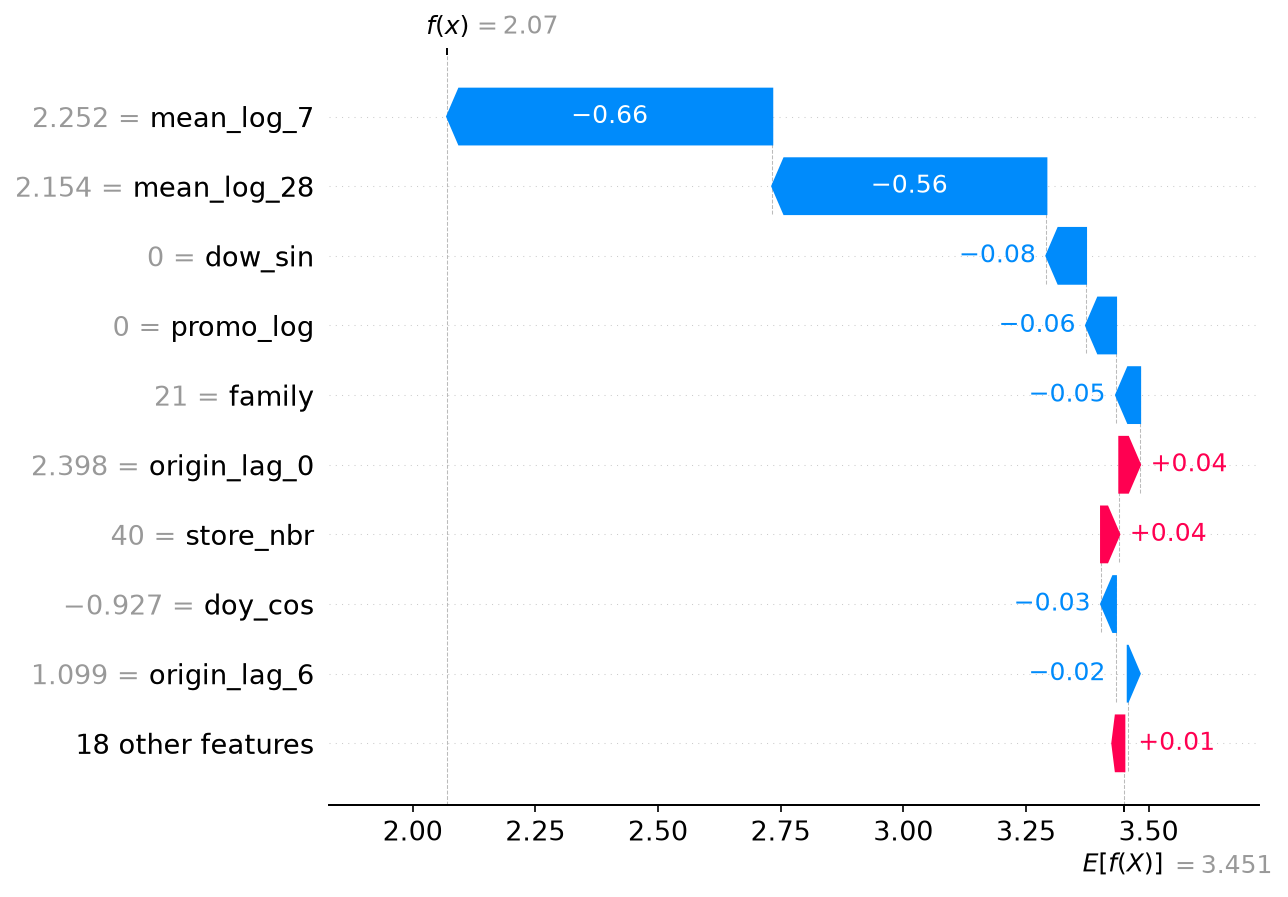 f(x) = 2.07
2.252 = mean_log_7
−0.66
2.154 = mean_log_28
−0.56
0 = dow_sin
−0.08
0 = promo_log
−0.06
21 = family
−0.05
2.398 = origin_lag_0
+0.04
40 = store_nbr
+0.04
−0.927 = doy_cos
−0.03
1.099 = origin_lag_6
−0.02
18 other features
+0.01
2.00 2.25 2.50 2.75 3.00 3.25 3.50
E[f(X)] = 3.451